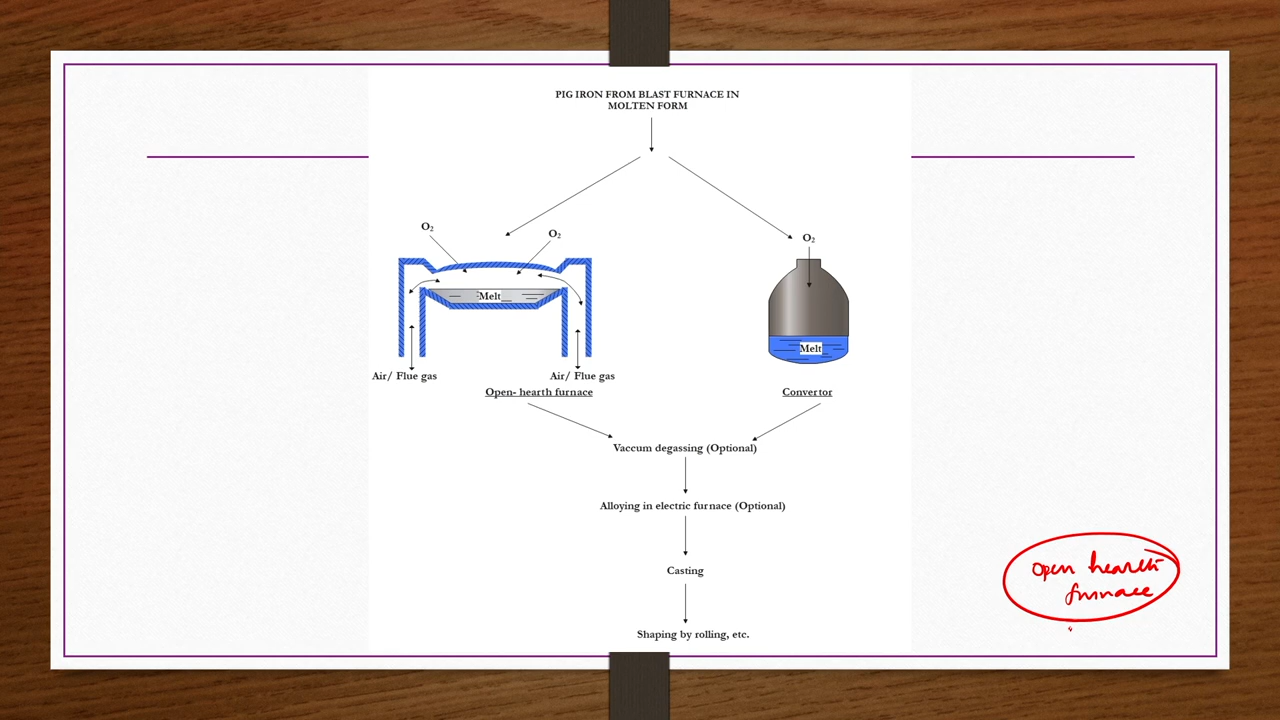 PIG IRON FROM BLAST FURNACE IN
MOLTEN FORM
O₂
O₂
O₂
Melt
Melt
Air/ Flue gas
Air/ Flue gas
Open- hearth furnace
Convertor
Vaccum degassing (Optional)
Alloying in electric furnace (Optional)
Casting
Shaping by rolling, etc.
open hearth
furnace